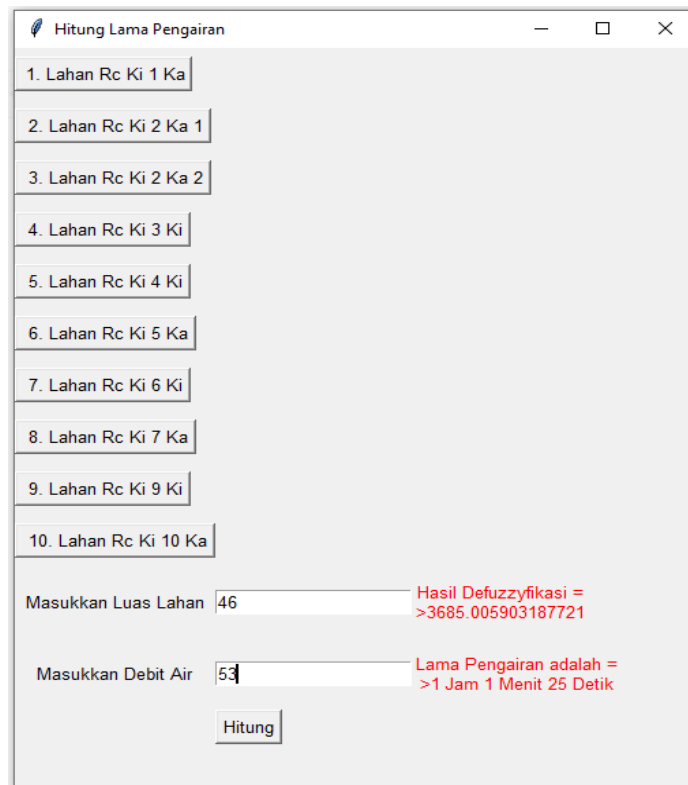 Hitung Lama Pengairan
1. Lahan Rc Ki 1 Ka
2. Lahan Rc Ki 2 Ka 1
3. Lahan Rc Ki 2 Ka 2
4. Lahan Rc Ki 3 Ki
5. Lahan Rc Ki 4 Ki
6. Lahan Rc Ki 5 Ka
7. Lahan Rc Ki 6 Ki
8. Lahan Rc Ki 7 Ka
9. Lahan Rc Ki 9 Ki
10. Lahan Rc Ki 10 Ka
Masukkan Luas Lahan 46
Hasil Defuzzyfikasi =
>3685.005903187721
Masukkan Debit Air 53
Lama Pengairan adalah =
>1 Jam 1 Menit 25 Detik
Hitung